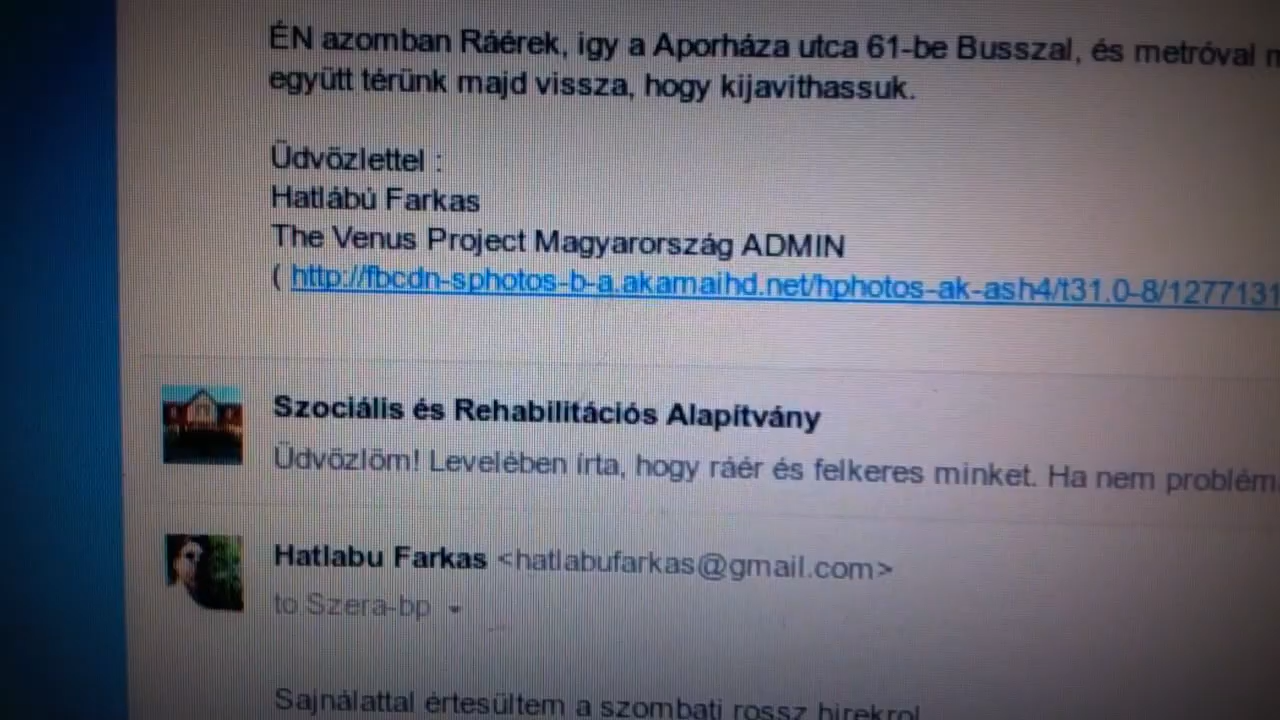 ÉN azomban Ráérek, igy a Aporháza utca 61-be Busszal, és metróval
együtt térünk majd vissza, hogy kijavithassuk.
Üdvözlettel :
Hatlábú Farkas
The Venus Project Magyarország ADMIN
( http://fbcdn-sphotos-b-a.akamaihd.net/hphotos-ak-ash4/t31.0-8/1277131
Szociális és Rehabilitációs Alapítvány
Üdvözlöm! Levelében írta, hogy ráér és felkeres minket. Ha nem problém
Hatlabu Farkas <hatlabufarkas@gmail.com>
to Szera-bp
Sajnálattal értesültem a szombati rossz hirekrol